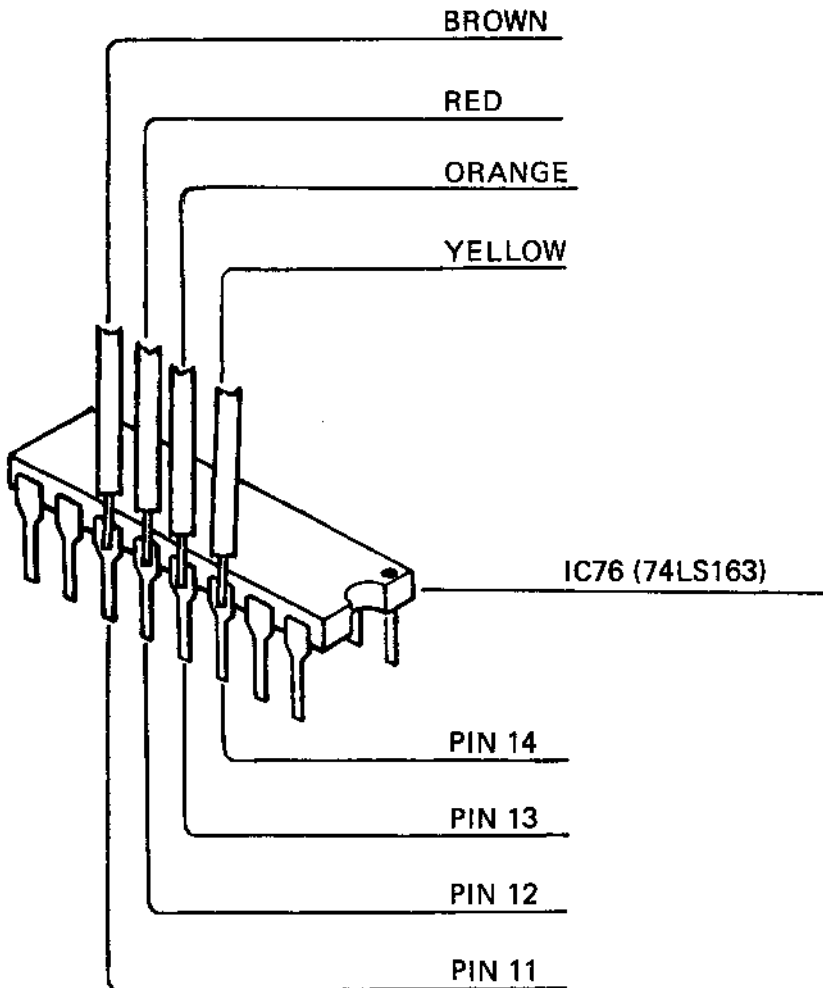 BROWN
RED
ORANGE
YELLOW
IC76 (74LS163)
PIN 14
PIN 13
PIN 12
PIN 11